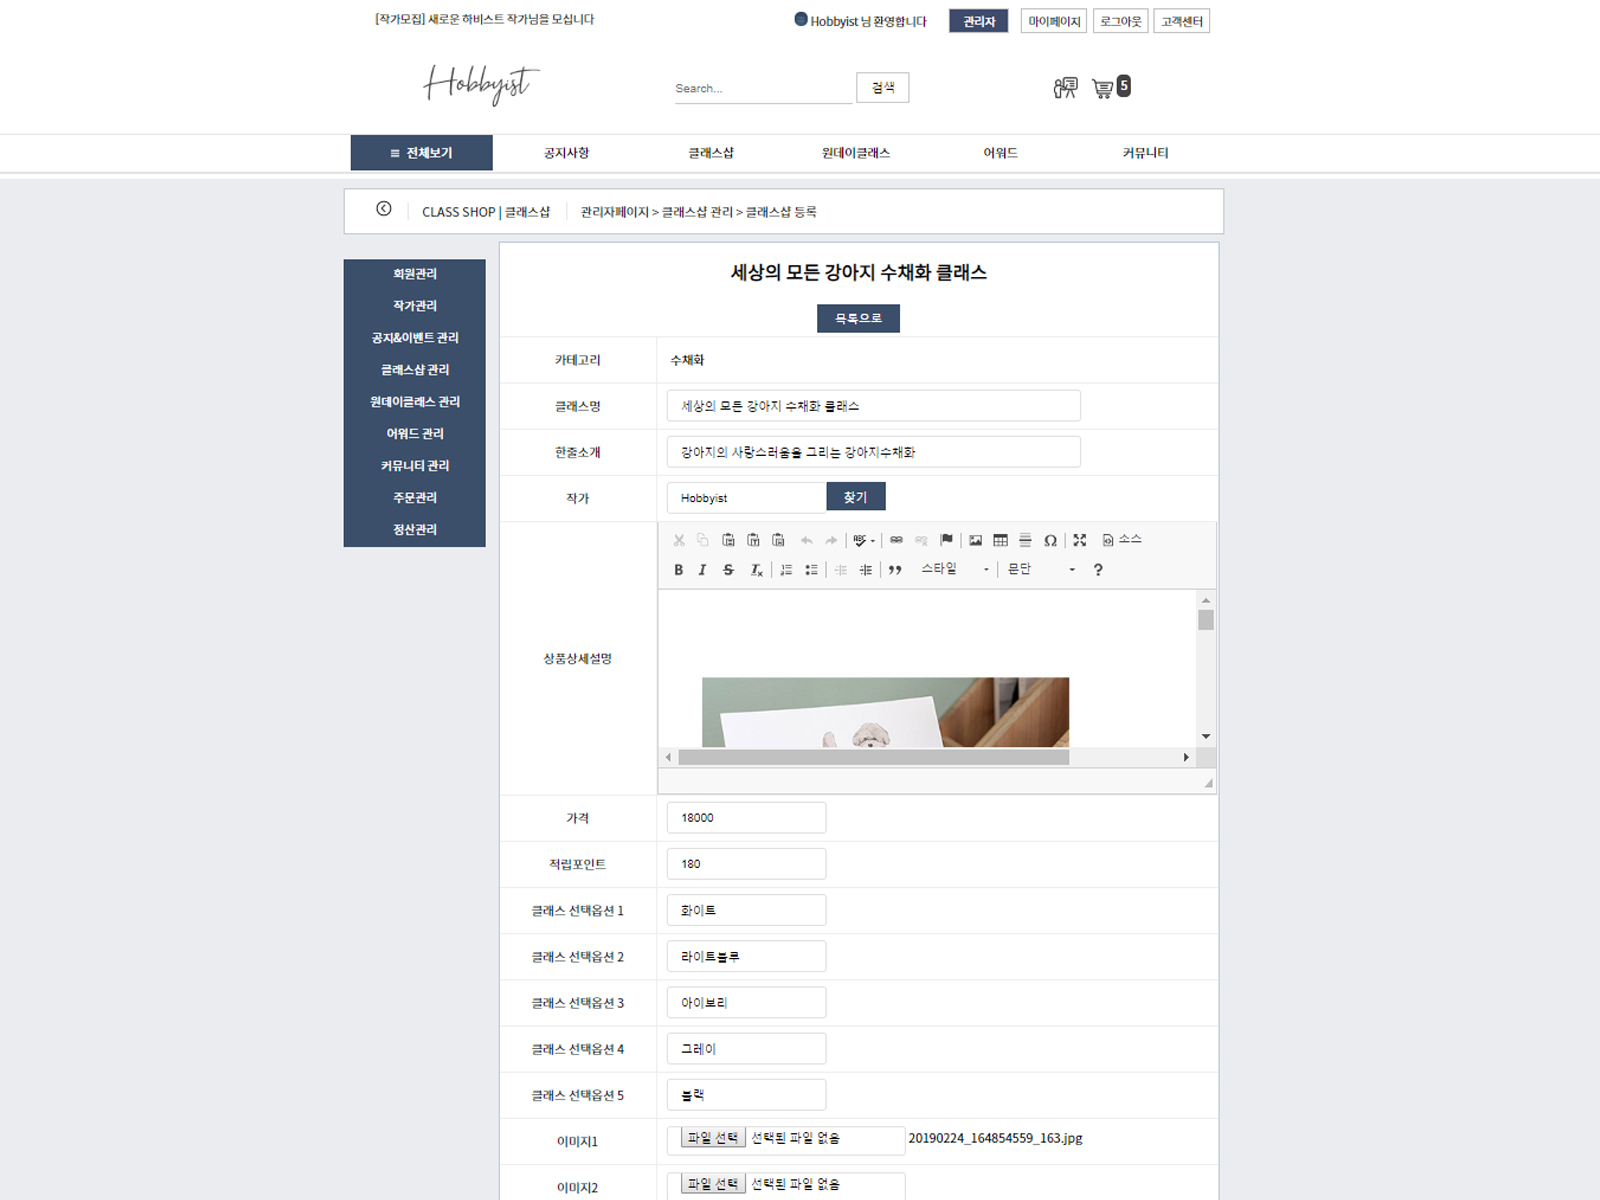 [작가모집] 새로운 하비스트 작가님을 모십니다
Hobbyist 님 환영합니다
관리자
마이페이지
로그아웃
고객센터
Hobbyist
Search...
검색
5
≡ 전체보기
공지사항
클래스샵
원데이클래스
어워드
커뮤니티
CLASS SHOP | 클래스샵
관리자페이지 > 클래스샵 관리 > 클래스샵 등록
회원관리
작가관리
공지&이벤트 관리
클래스샵 관리
원데이클래스 관리
어워드 관리
커뮤니티 관리
주문관리
정산관리
세상의 모든 강아지 수채화 클래스
목록으로
카테고리 수채화
클래스명 세상의 모든 강아지 수채화 클래스
한줄소개 강아지의 사랑스러움을 그리는 강아지수채화
작가 Hobbyist 찾기
상품상세설명
소스
스타일 문단 ?
가격 18000
적립포인트 180
클래스 선택옵션 1 화이트
클래스 선택옵션 2 라이트블루
클래스 선택옵션 3 아이보리
클래스 선택옵션 4 그레이
클래스 선택옵션 5 블랙
이미지1 파일 선택 선택된 파일 없음 20190224_164854559_163.jpg
이미지2 파일 선택 선택된 파일 없음